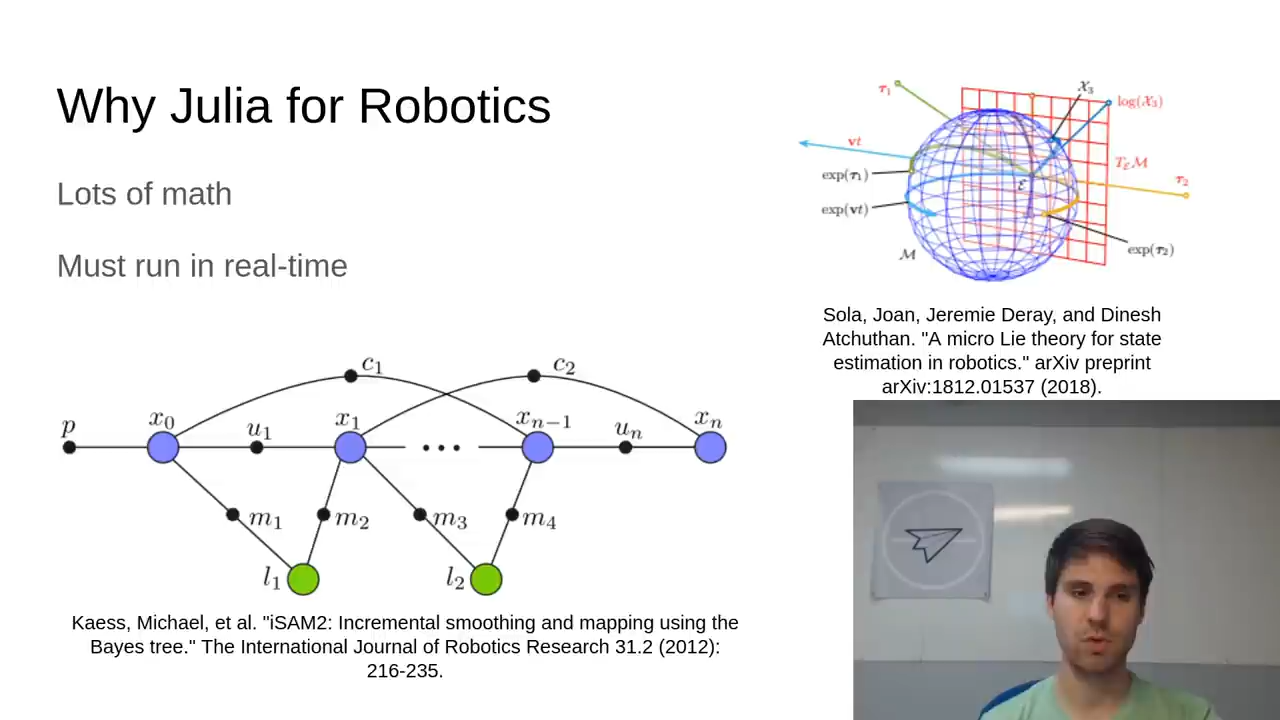 Why Julia for Robotics
Lots of math
Must run in real-time
τ₁
𝒳₃
log(𝒳₃)
vt
exp(τ₁)
ℰ
T_ℰℳ
τ₂
exp(vt)
ℳ
exp(τ₂)
Sola, Joan, Jeremie Deray, and Dinesh
Atchuthan. "A micro Lie theory for state
estimation in robotics." arXiv preprint
arXiv:1812.01537 (2018).
c₁ c₂
p x₀ u₁ x₁ ... xₙ₋₁ uₙ xₙ
m₁ m₂ m₃ m₄
l₁ l₂
Kaess, Michael, et al. "iSAM2: Incremental smoothing and mapping using the
Bayes tree." The International Journal of Robotics Research 31.2 (2012):
216-235.